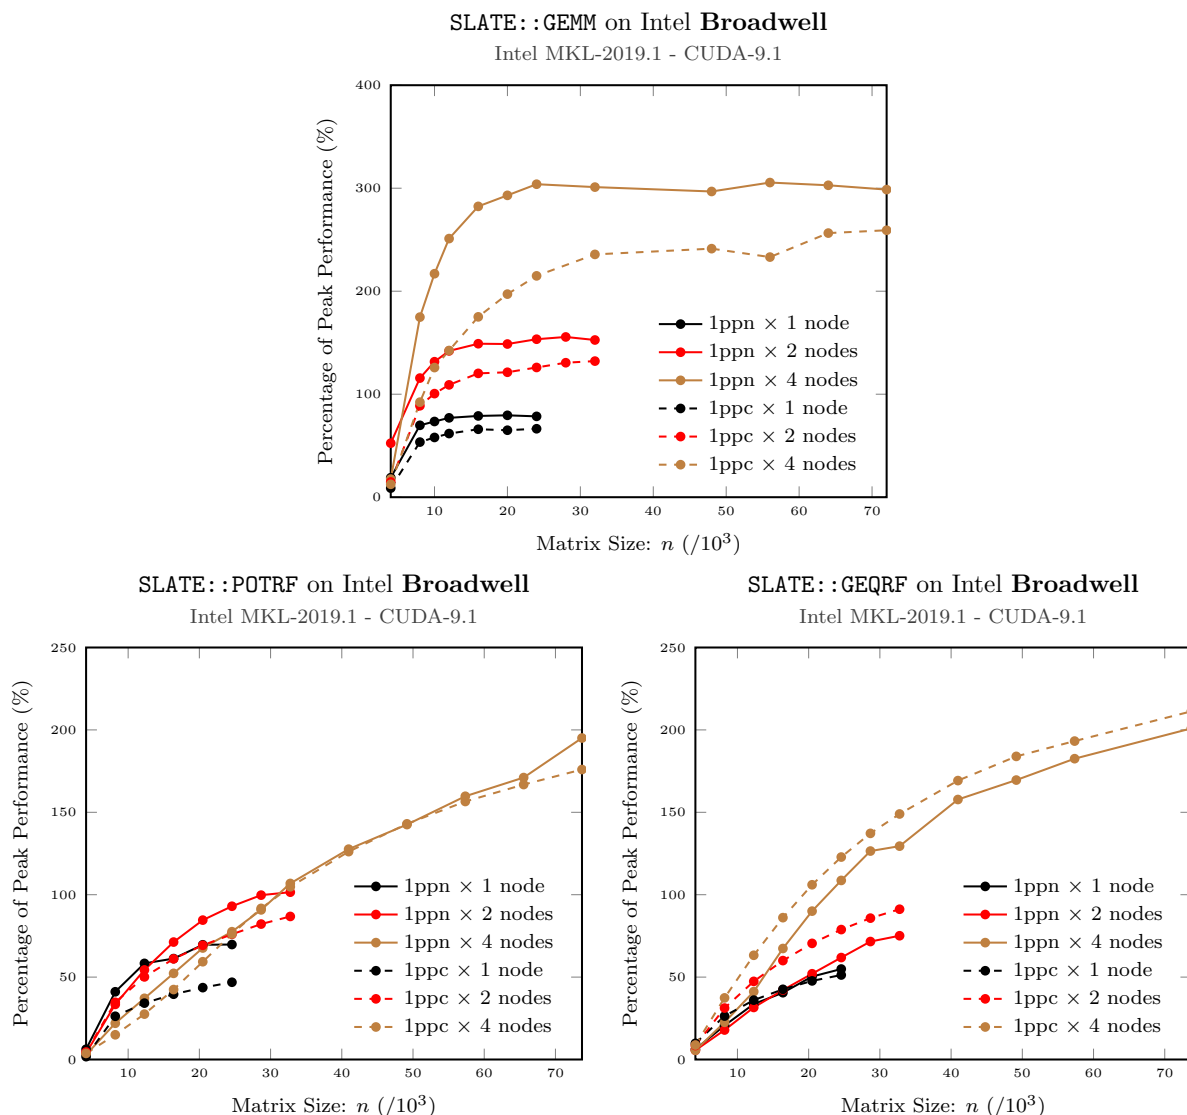 SLATE::GEMM on Intel Broadwell
Intel MKL-2019.1 - CUDA-9.1
Percentage of Peak Performance (%)
400
300
200
100
0
1ppn × 1 node
1ppn × 2 nodes
1ppn × 4 nodes
1ppc × 1 node
1ppc × 2 nodes
1ppc × 4 nodes
10 20 30 40 50 60 70
Matrix Size: n (/10³)
SLATE::POTRF on Intel Broadwell
Intel MKL-2019.1 - CUDA-9.1
Percentage of Peak Performance (%)
250
200
150
100
50
0
1ppn × 1 node
1ppn × 2 nodes
1ppn × 4 nodes
1ppc × 1 node
1ppc × 2 nodes
1ppc × 4 nodes
10 20 30 40 50 60 70
Matrix Size: n (/10³)
SLATE::GEQRF on Intel Broadwell
Intel MKL-2019.1 - CUDA-9.1
Percentage of Peak Performance (%)
250
200
150
100
50
0
1ppn × 1 node
1ppn × 2 nodes
1ppn × 4 nodes
1ppc × 1 node
1ppc × 2 nodes
1ppc × 4 nodes
10 20 30 40 50 60 70
Matrix Size: n (/10³)